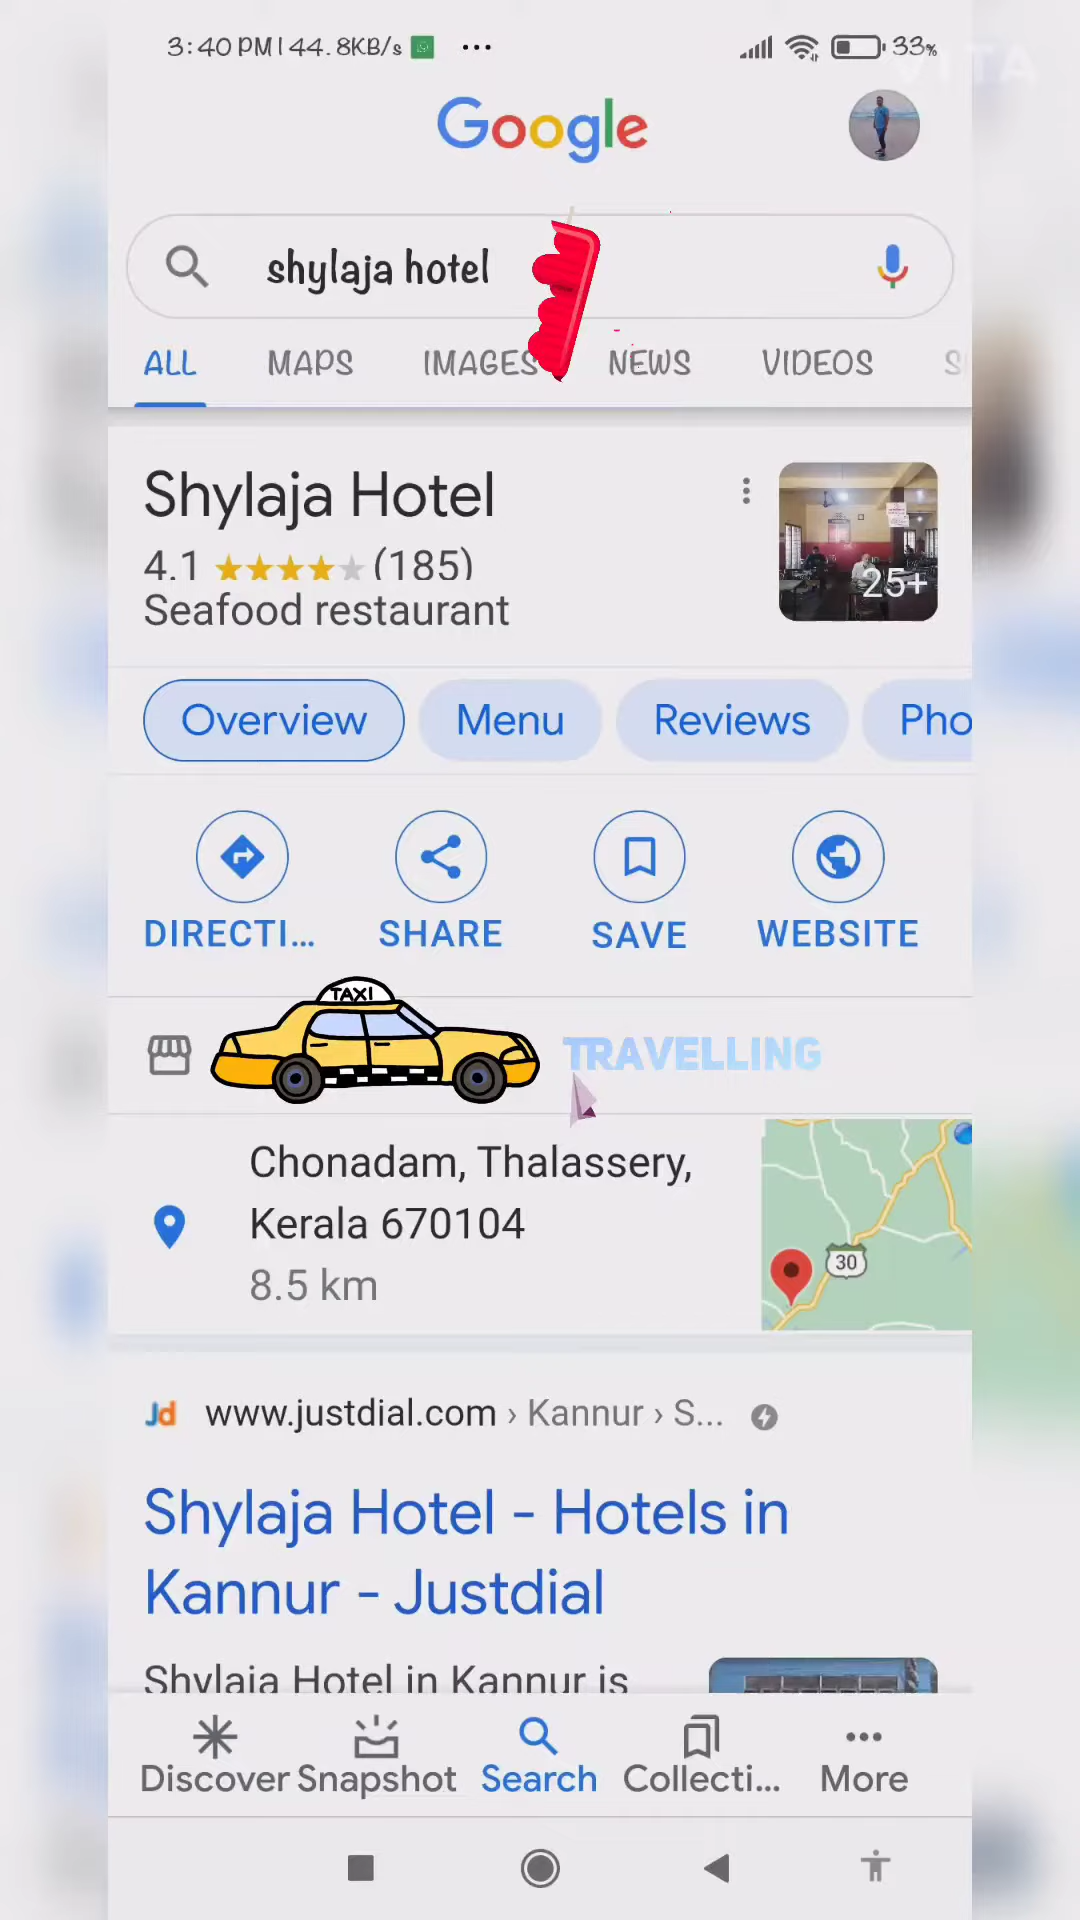 3:40 PM | 44.8KB/s ... 33%
VITA
Google
shylaja hotel
ALL MAPS IMAGES NEWS VIDEOS
Shylaja Hotel
4.1 (185)
Seafood restaurant
25+
Overview Menu Reviews Pho
DIRECTI... SHARE SAVE WEBSITE
TAXI
TRAVELLING
Chonadam, Thalassery,
Kerala 670104
8.5 km
30
Jd www.justdial.com › Kannur › S...
Shylaja Hotel - Hotels in
Kannur - Justdial
Shylaja Hotel in Kannur is
Discover Snapshot Search Collecti... More